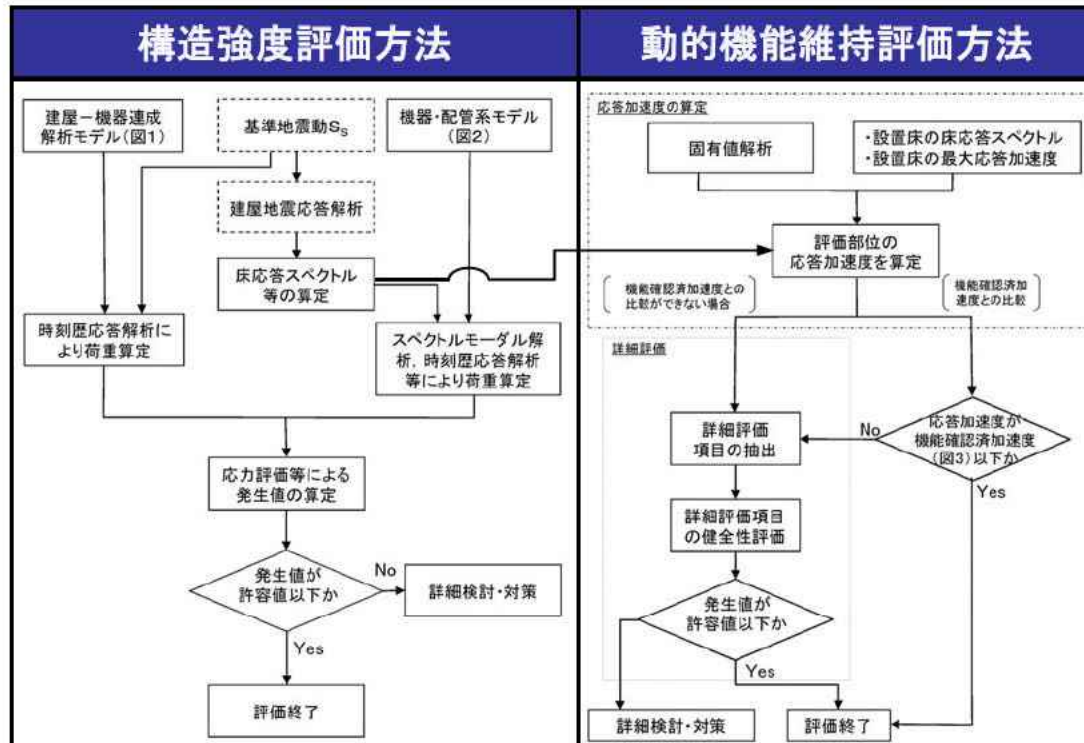 構造強度評価方法
建屋－機器連成
解析モデル(図1)
基準地震動Ss
機器・配管系モデル
(図2)
建屋地震応答解析
床応答スペクトル
等の算定
時刻歴応答解析に
より荷重算定
スペクトルモーダル解
析，時刻歴応答解析
等により荷重算定
応力評価等による
発生値の算定
発生値が
許容値以下か
No
詳細検討・対策
Yes
評価終了
動的機能維持評価方法
応答加速度の算定
固有値解析
・設置床の床応答スペクトル
・設置床の最大応答加速度
評価部位の
応答加速度を算定
機能確認済加速度との
比較ができない場合
機能確認済加
速度との比較
詳細評価
詳細評価
項目の抽出
No
応答加速度が
機能確認済加速度
(図3)以下か
Yes
詳細評価項目
の健全性評価
発生値が
許容値以下か
Yes
詳細検討・対策
評価終了